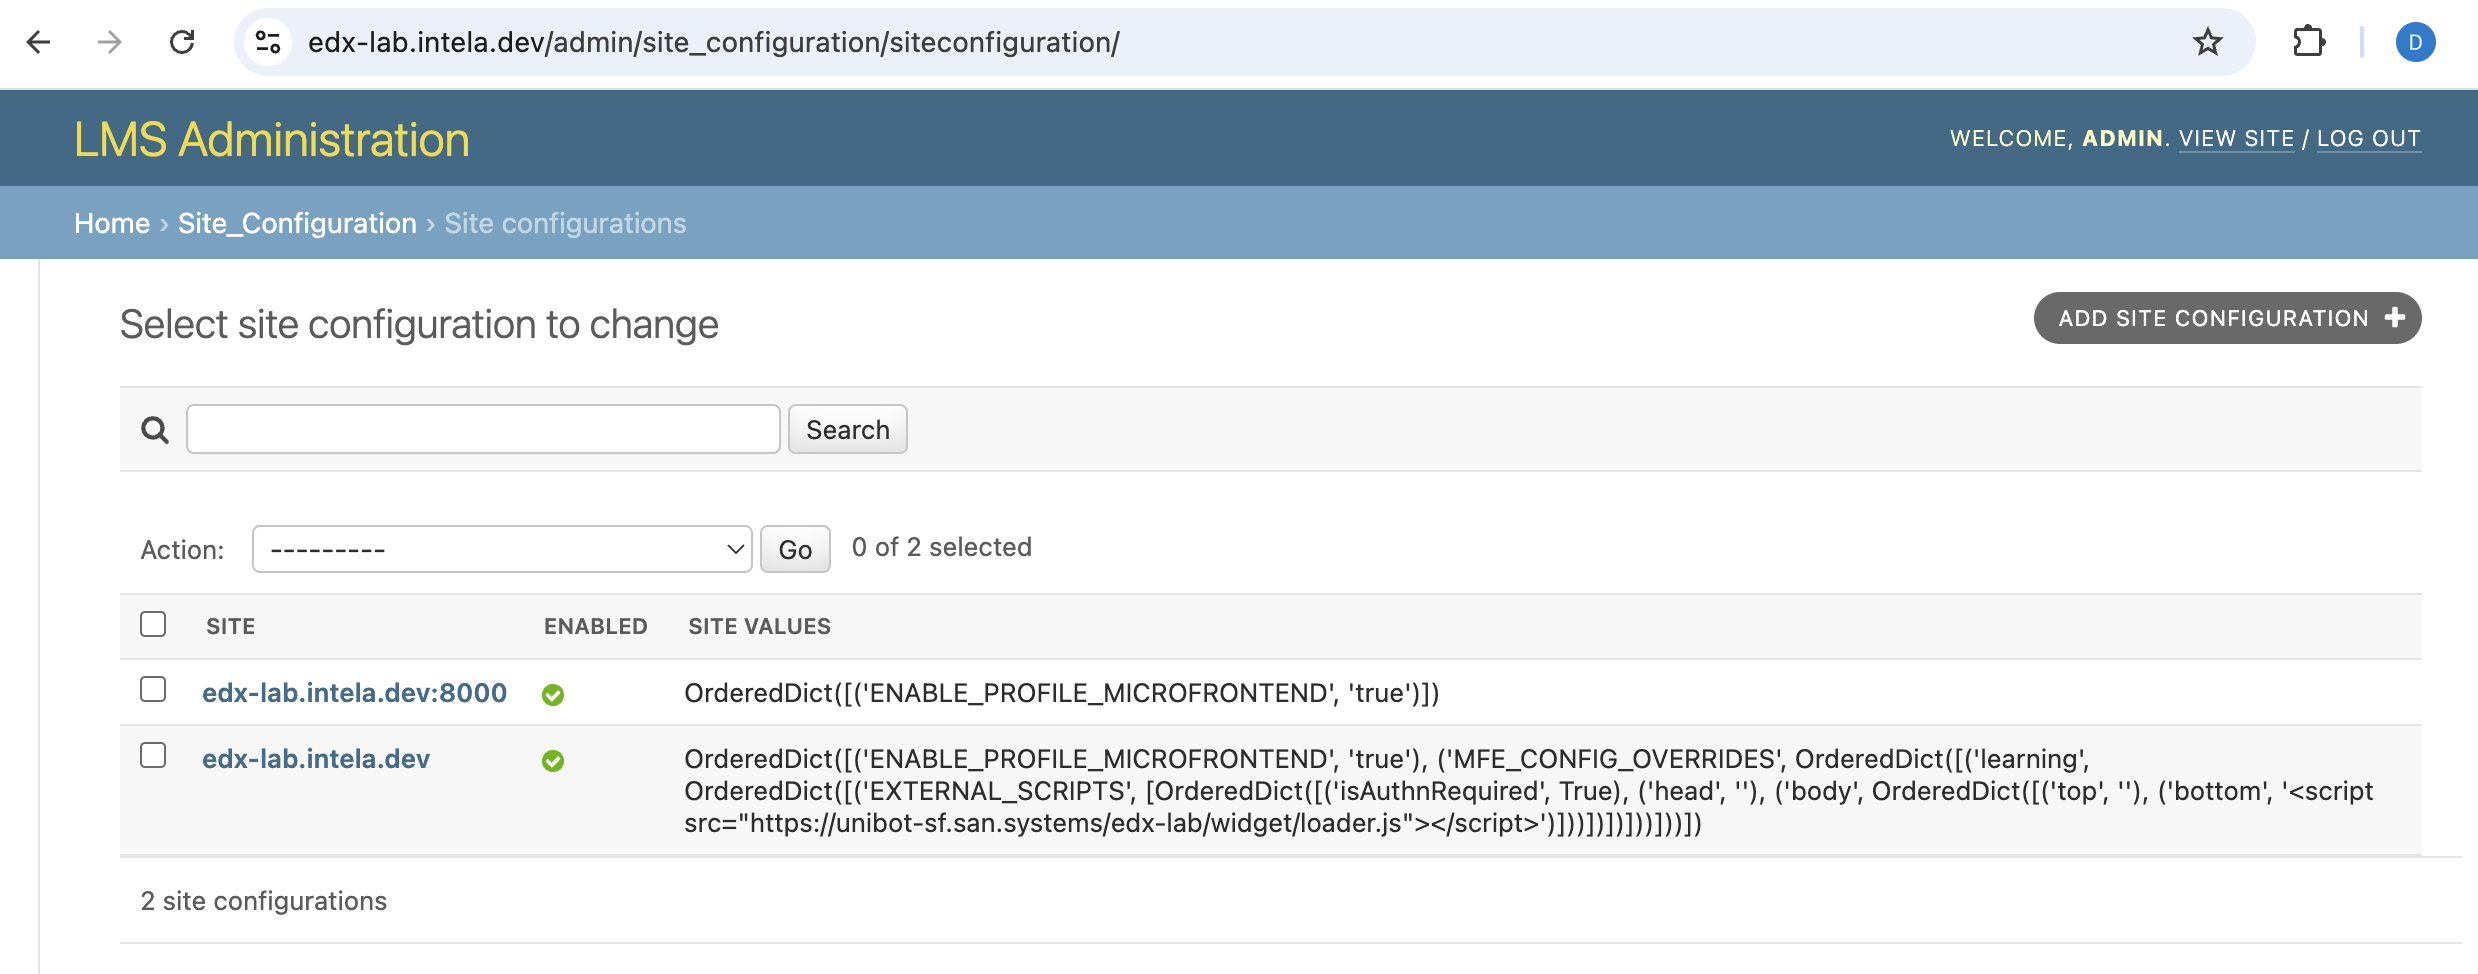 edx-lab.intela.dev/admin/site_configuration/siteconfiguration/
D
LMS Administration
WELCOME, ADMIN. VIEW SITE / LOG OUT
Home › Site_Configuration › Site configurations
Select site configuration to change
ADD SITE CONFIGURATION
Search
Action: --------- Go 0 of 2 selected
SITE ENABLED SITE VALUES
edx-lab.intela.dev:8000 OrderedDict([('ENABLE_PROFILE_MICROFRONTEND', 'true')])
edx-lab.intela.dev OrderedDict([('ENABLE_PROFILE_MICROFRONTEND', 'true'), ('MFE_CONFIG_OVERRIDES', OrderedDict([('learning',
OrderedDict([('EXTERNAL_SCRIPTS', [OrderedDict([('isAuthnRequired', True), ('head', ''), ('body', OrderedDict([('top', ''), ('bottom', '<script
src="https://unibot-sf.san.systems/edx-lab/widget/loader.js"></script>')]))])])]))]))])
2 site configurations